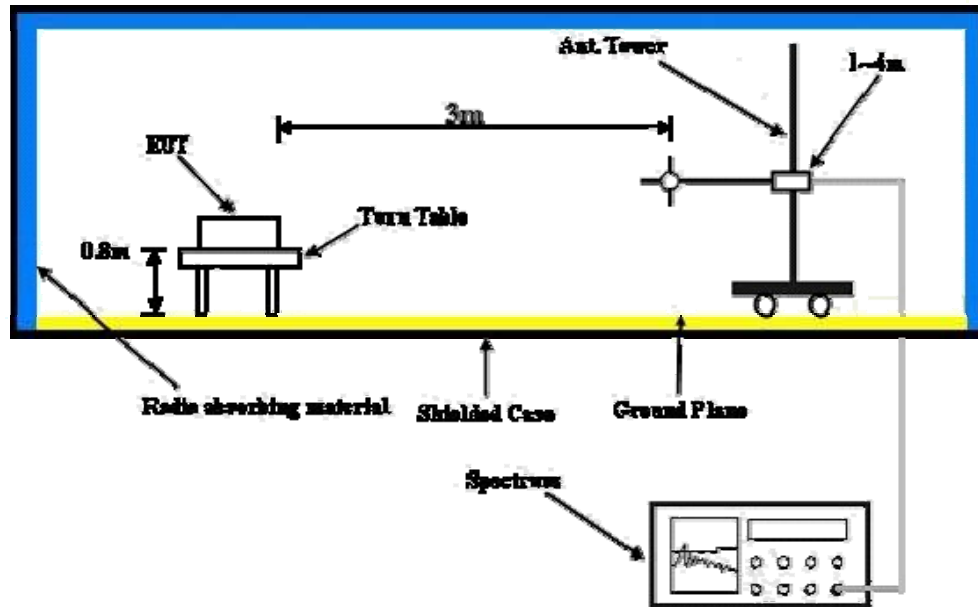 Ant. Tower
1~4m
3m
EUT
Turn Table
0.8m
Radio absorbing material
Shielded Case
Ground Plane
Spectrum